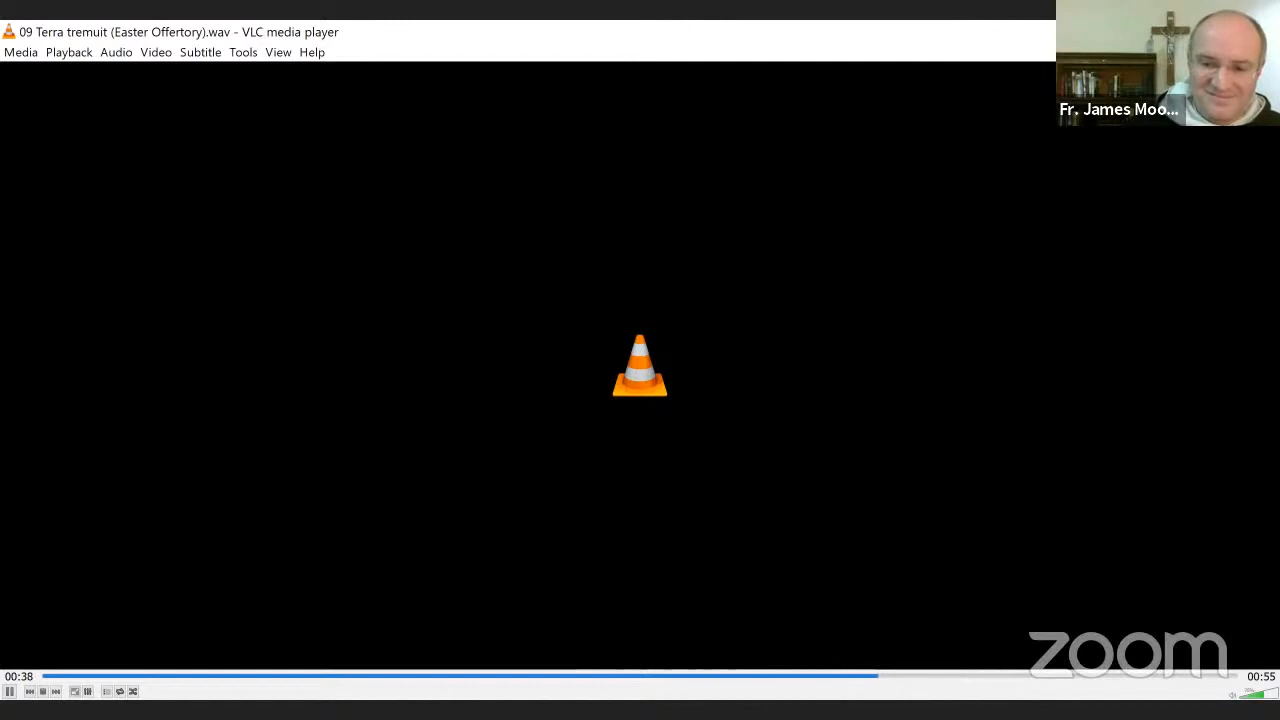 09 Terra tremuit (Easter Offertory).wav - VLC media player
Media Playback Audio Video Subtitle Tools View Help
Fr. James Moo...
zoom
00:38
00:55